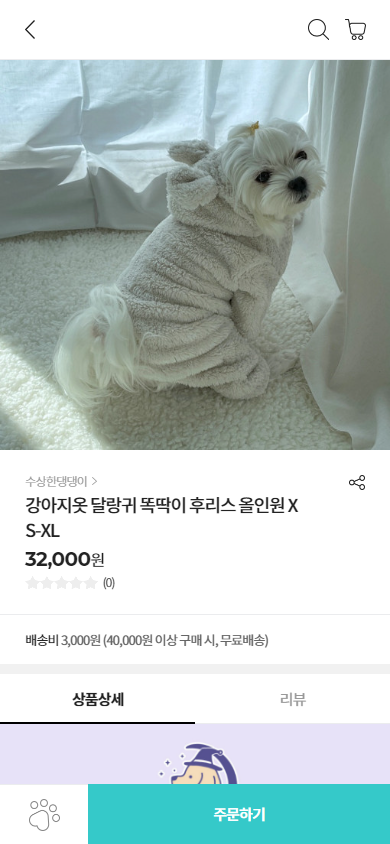 수상한댕댕이
강아지옷 달랑귀 똑딱이 후리스 올인원 X
S-XL
32,000원
(0)
배송비 3,000원 (40,000원 이상 구매 시, 무료배송)
상품상세
리뷰
주문하기